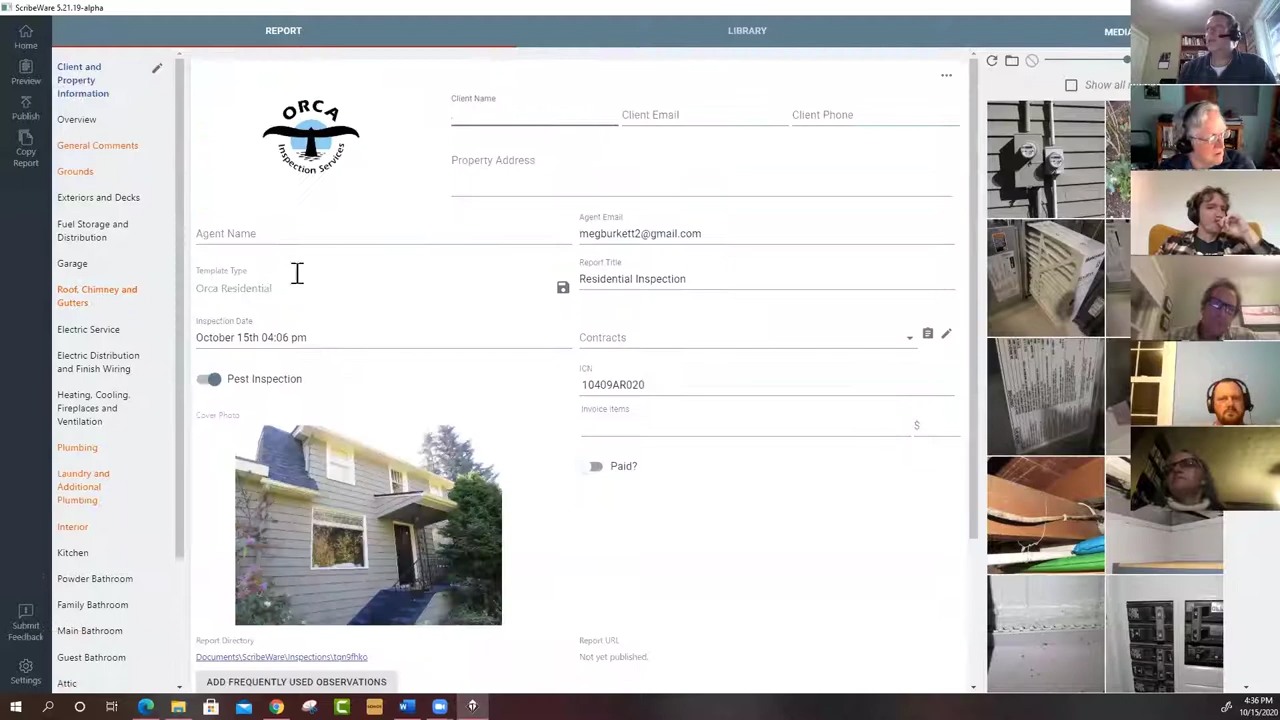 ScribeWare 5.21.19-alpha
REPORT
LIBRARY
MEDI
Home
Preview
Publish
Copy
Report
Submit
Feedback
Settings
Client and
Property
Information
Overview
General Comments
Grounds
Exteriors and Decks
Fuel Storage and
Distribution
Garage
Roof, Chimney and
Gutters
Electric Service
Electric Distribution
and Finish Wiring
Heating, Cooling,
Fireplaces and
Ventilation
Plumbing
Laundry and
Additional
Plumbing
Interior
Kitchen
Powder Bathroom
Family Bathroom
Main Bathroom
Guest Bathroom
Attic
ORCA
Inspection Services
Client Name
.
Client Email
Client Phone
Property Address
Agent Name
Agent Email
megburkett2@gmail.com
Template Type
Orca Residential
Report Title
Residential Inspection
Inspection Date
October 15th 04:06 pm
Contracts
Pest Inspection
ICN
10409AR020
Invoice items
$
Cover Photo
Paid?
Report Directory
Documents\ScribeWare\Inspections\tqn9fhko
Report URL
Not yet published.
ADD FREQUENTLY USED OBSERVATIONS
Show all
4:36 PM
10/15/2020